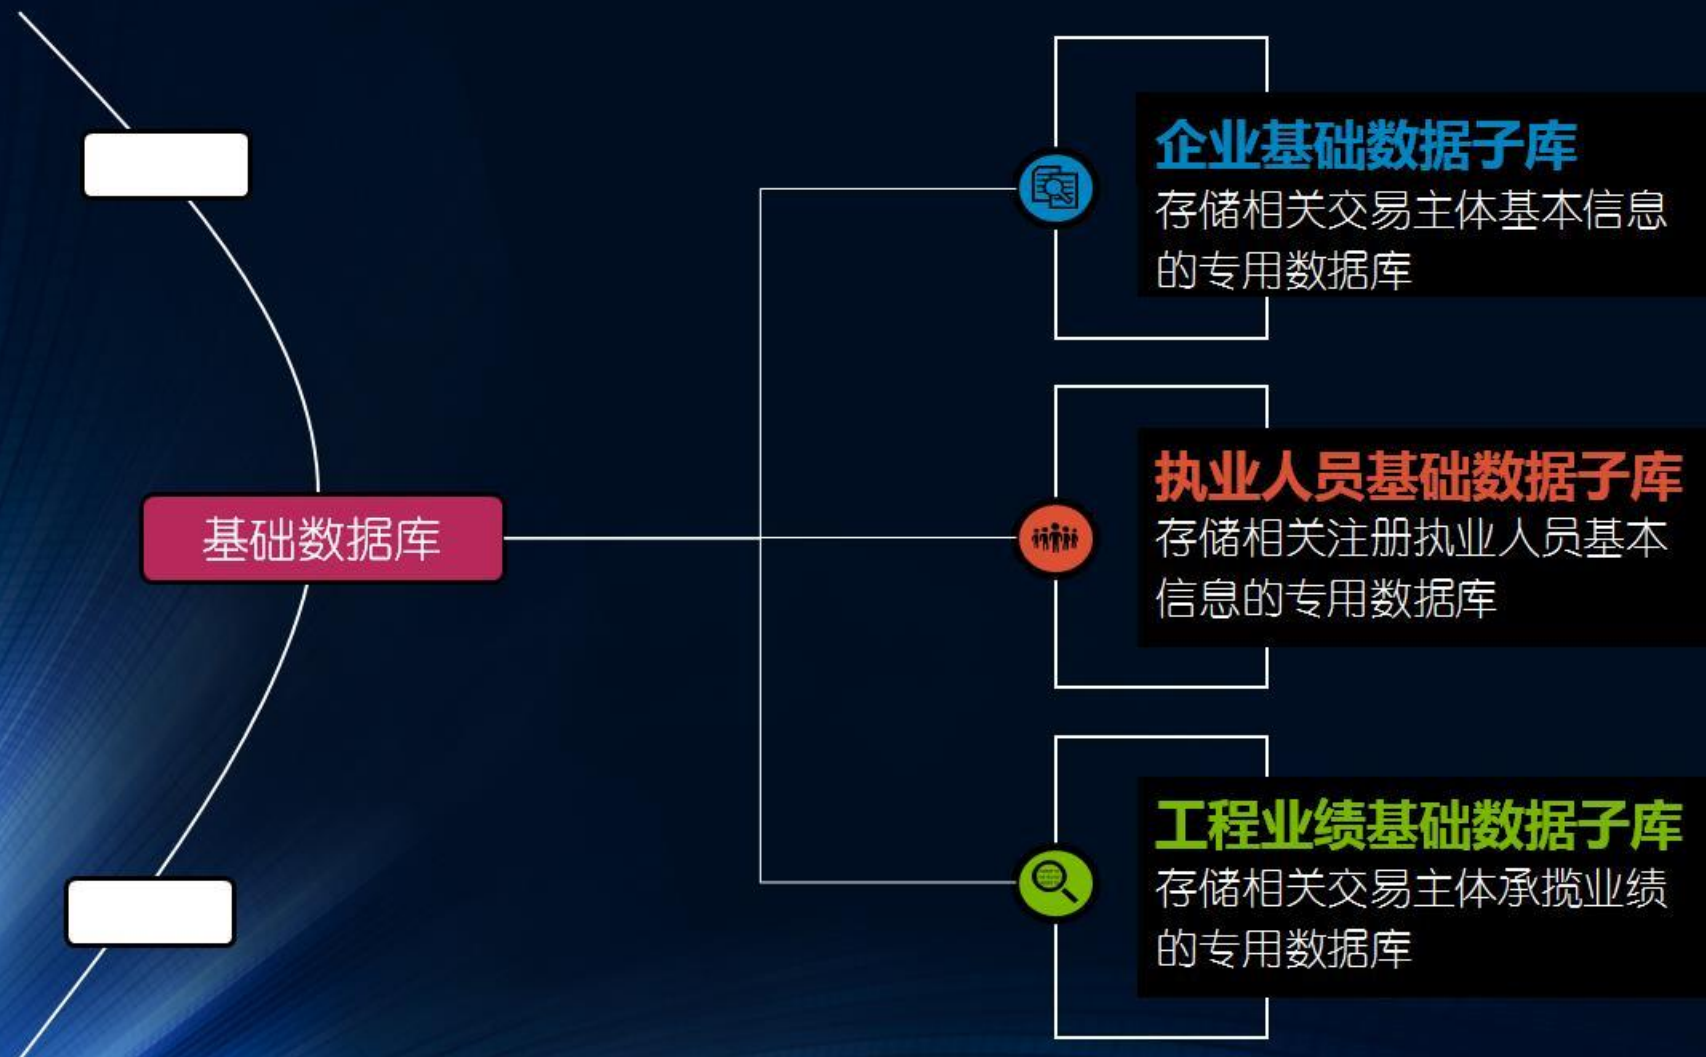 基础数据库
企业基础数据子库
存储相关交易主体基本信息
的专用数据库
执业人员基础数据子库
存储相关注册执业人员基本
信息的专用数据库
工程业绩基础数据子库
存储相关交易主体承揽业绩
的专用数据库